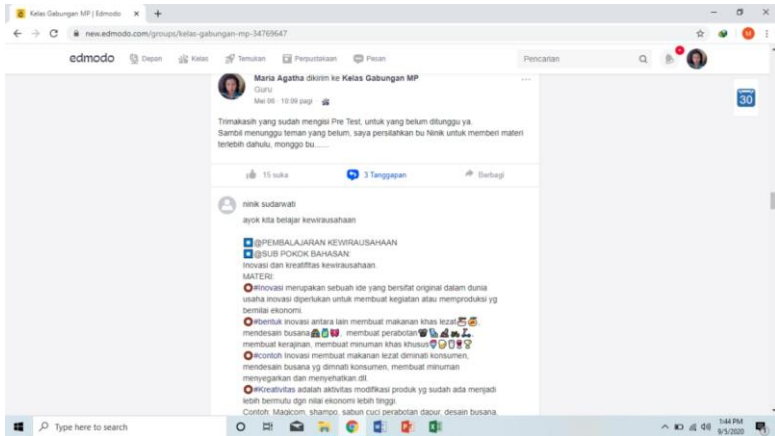 Kelas Gabungan MP | Edmodo
new.edmodo.com/groups/kelas-gabungan-mp-34769647
edmodo Depan Kelas Temukan Perpustakaan Pesan Pencarian
Maria Agatha dikirim ke Kelas Gabungan MP
Guru
Mei 06 · 10:09 pagi
30
Trimakasih yang sudah mengisi Pre Test, untuk yang belum ditunggu ya.
Sambil menunggu teman yang belum, saya persilahkan bu Ninik untuk memberi materi
terlebih dahulu, monggo bu.......
15 suka 3 Tanggapan Berbagi
ninik sudarwati
ayok kita belajar kewirausahaan
@PEMBALAJARAN KEWIRAUSAHAAN
@SUB POKOK BAHASAN:
Inovasi dan kreatifitas kewirausahaan.
MATERI:
#Inovasi merupakan sebuah ide yang bersifat original dalam dunia
usaha.inovasi diperlukan untuk membuat kegiatan atau memproduksi yg
bernilai ekonomi.
#bentuk inovasi antara lain membuat makanan khas lezat,
mendesain busana, membuat perabotan,
membuat kerajinan, membuat minuman khas khusus
#contoh Inovasi membuat makanan lezat diminati konsumen,
mendesain busana yg dimnati konsumen, membuat minuman
menyegarkan dan menyehatkan.dll
#Kreativitas adalah aktivitas modifikasi produk yg sudah ada menjadi
lebih bermutu dgn nilai ekonomi lebih tinggi.
Contoh: Magicom, shampo, sabun cuci perabotan dapur, desain busana,
Type here to search
1:44 PM
9/5/2020